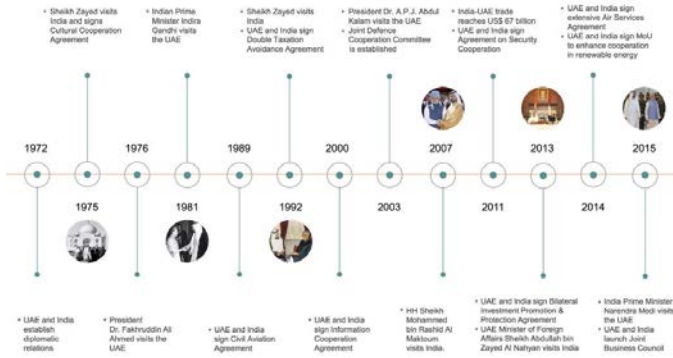 • Sheikh Zayed visits
India and signs
Cultural Cooperation
Agreement
• Indian Prime
Minister Indira
Gandhi visits
the UAE
• Sheikh Zayed visits
India
• UAE and India sign
Double Taxation
Avoidance Agreement
• President Dr. A.P.J. Abdul
Kalam visits the UAE
• Joint Defence
Cooperation Committee
is established
• India-UAE trade
reaches US$ 67 billion
• UAE and India sign
Agreement on Security
Cooperation
• UAE and India sign
extensive Air Services
Agreement
• UAE and India sign MoU
to enhance cooperation
in renewable energy
1972
1976
1989
2000
2007
2013
2015
1975
1981
1992
2003
2011
2014
• UAE and India
establish
diplomatic
relations
• President
Dr. Fakhruddin Ali
Ahmed visits the
UAE
• UAE and India
sign Civil Aviation
Agreement
• UAE and India
sign Information
Cooperation
Agreement
• HH Sheikh
Mohammed
bin Rashid Al
Maktoum
visits India.
• UAE and India sign Bilateral
Investment Promotion &
Protection Agreement
• UAE Minister of Foreign
Affairs Sheikh Abdullah bin
Zayed Al Nahyan visits India
• India Prime Minister
Narendra Modi visits
the UAE
• UAE and India
launch Joint
Business Council